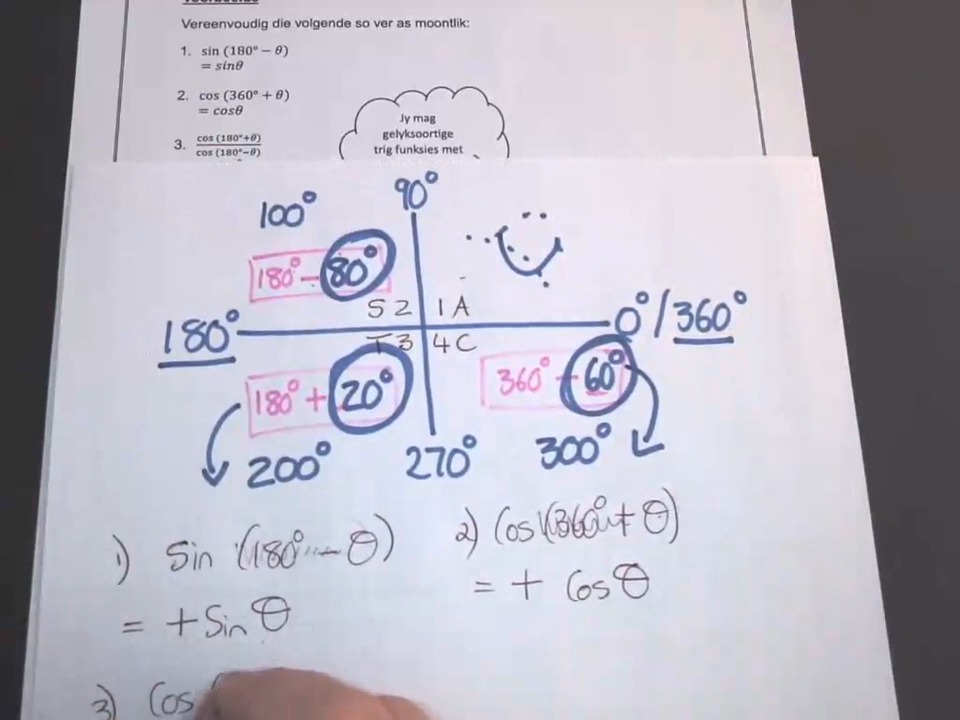 Vereenvoudig die volgende so ver as moontlik:
1. sin (180° − θ)
= sinθ
2. cos (360° + θ)
= cosθ
3. cos (180°+θ)
cos (180°−θ)
Jy mag
gelyksoortige
trig funksies met
90°
100°
180° − 80°
S 2 1 A
180° 0°/360°
T 3 4 C
180° + 20° 360° − 60°
200° 270° 300°
1) Sin (180° − θ)
= + Sin θ
2) Cos (360° + θ)
= + Cos θ
3) Cos